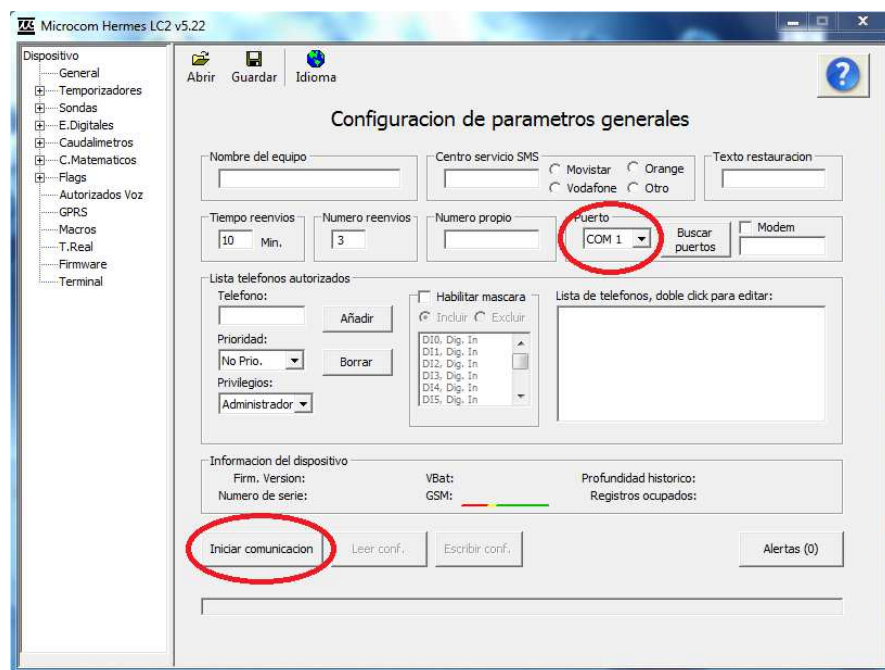 Microcom Hermes LC2 v5.22
Dispositivo
General
Temporizadores
Sondas
E.Digitales
Caudalimetros
C.Matematicos
Flags
Autorizados Voz
GPRS
Macros
T.Real
Firmware
Terminal
Abrir Guardar Idioma
?
Configuracion de parametros generales
Nombre del equipo
Centro servicio SMS
Movistar Orange
Vodafone Otro
Texto restauracion
Tiempo reenvios
10 Min.
Numero reenvios
3
Numero propio
Puerto
COM 1
Buscar
puertos
Modem
Lista telefonos autorizados
Telefono:
Añadir
Prioridad:
No Prio.
Borrar
Privilegios:
Administrador
Habilitar mascara
Incluir Excluir
DI0, Dig. In
DI1, Dig. In
DI2, Dig. In
DI3, Dig. In
DI4, Dig. In
DI5, Dig. In
Lista de telefonos, doble click para editar:
Informacion del dispositivo
Firm. Version: VBat: Profundidad historico:
Numero de serie: GSM: Registros ocupados:
Iniciar comunicacion Leer conf. Escribir conf. Alertas (0)